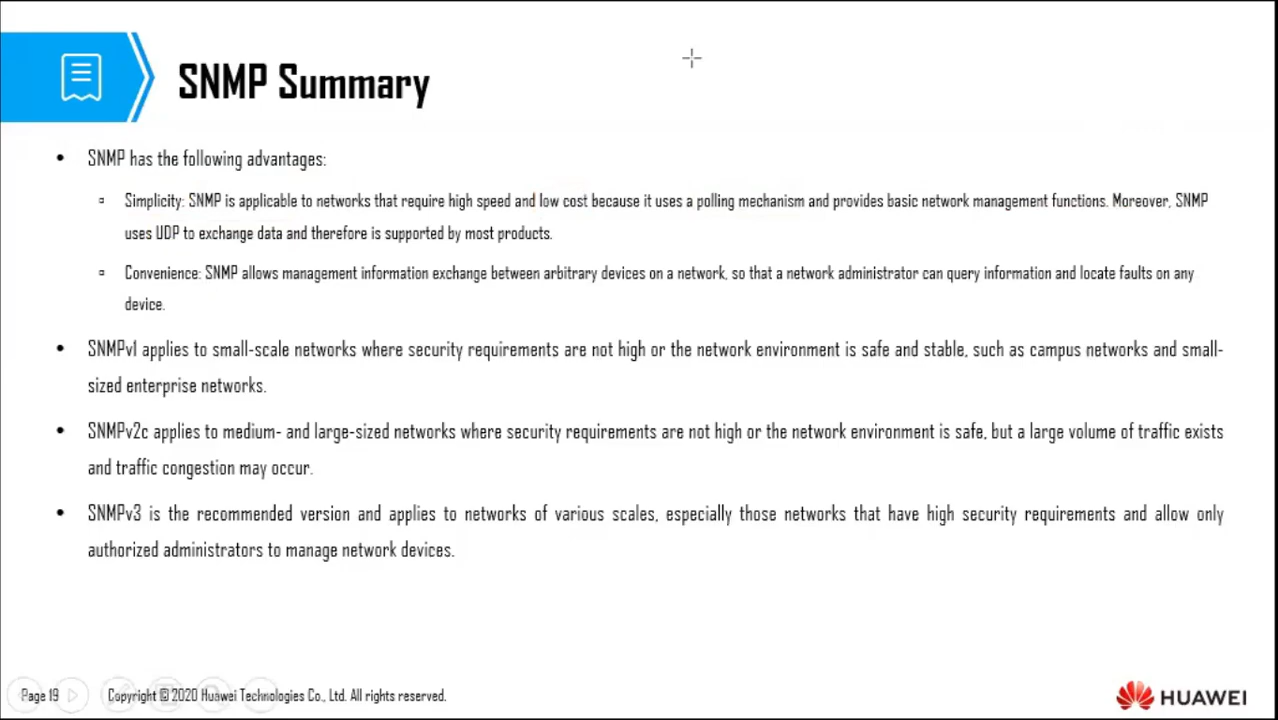 SNMP Summary
• SNMP has the following advantages:
▫ Simplicity: SNMP is applicable to networks that require high speed and low cost because it uses a polling mechanism and provides basic network management functions. Moreover, SNMP
uses UDP to exchange data and therefore is supported by most products.
▫ Convenience: SNMP allows management information exchange between arbitrary devices on a network, so that a network administrator can query information and locate faults on any
device.
• SNMPv1 applies to small-scale networks where security requirements are not high or the network environment is safe and stable, such as campus networks and small-
sized enterprise networks.
• SNMPv2c applies to medium- and large-sized networks where security requirements are not high or the network environment is safe, but a large volume of traffic exists
and traffic congestion may occur.
• SNMPv3 is the recommended version and applies to networks of various scales, especially those networks that have high security requirements and allow only
authorized administrators to manage network devices.
Page 19 Copyright © 2020 Huawei Technologies Co., Ltd. All rights reserved.
HUAWEI